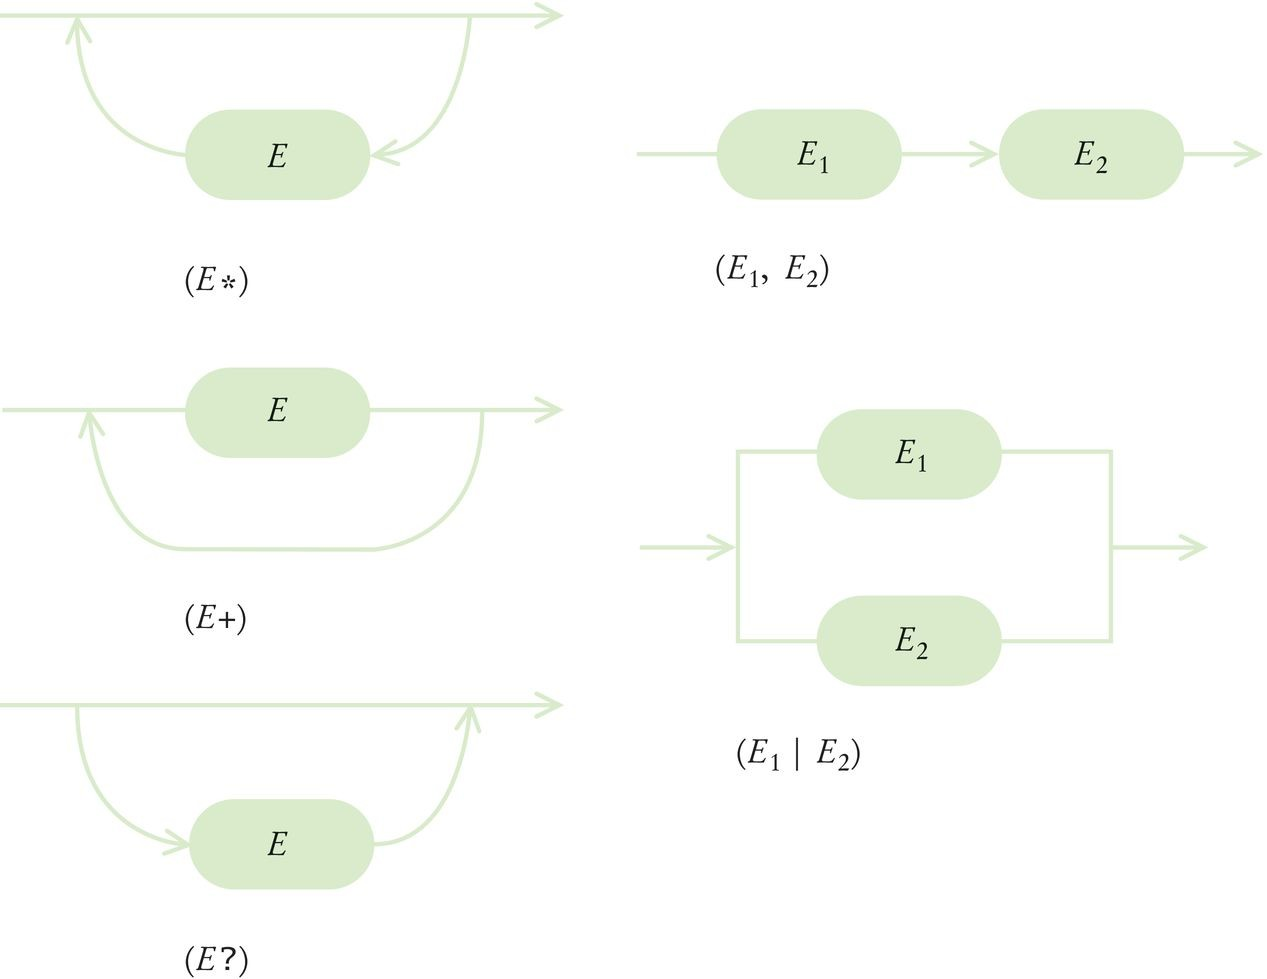 E
(E*)
E
(E+)
E
(E?)
E₁
E₂
(E₁, E₂)
E₁
E₂
(E₁ | E₂)